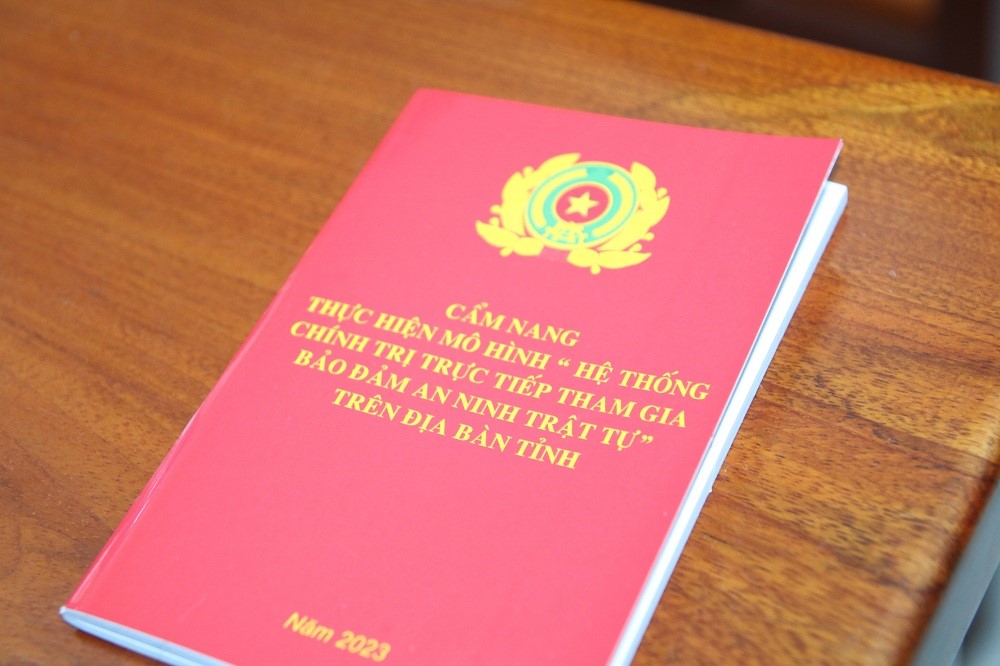 CẨM NANG
THỰC HIỆN MÔ HÌNH “ HỆ THỐNG
CHÍNH TRỊ TRỰC TIẾP THAM GIA
BẢO ĐẢM AN NINH TRẬT TỰ”
TRÊN ĐỊA BÀN TỈNH
Năm 2023